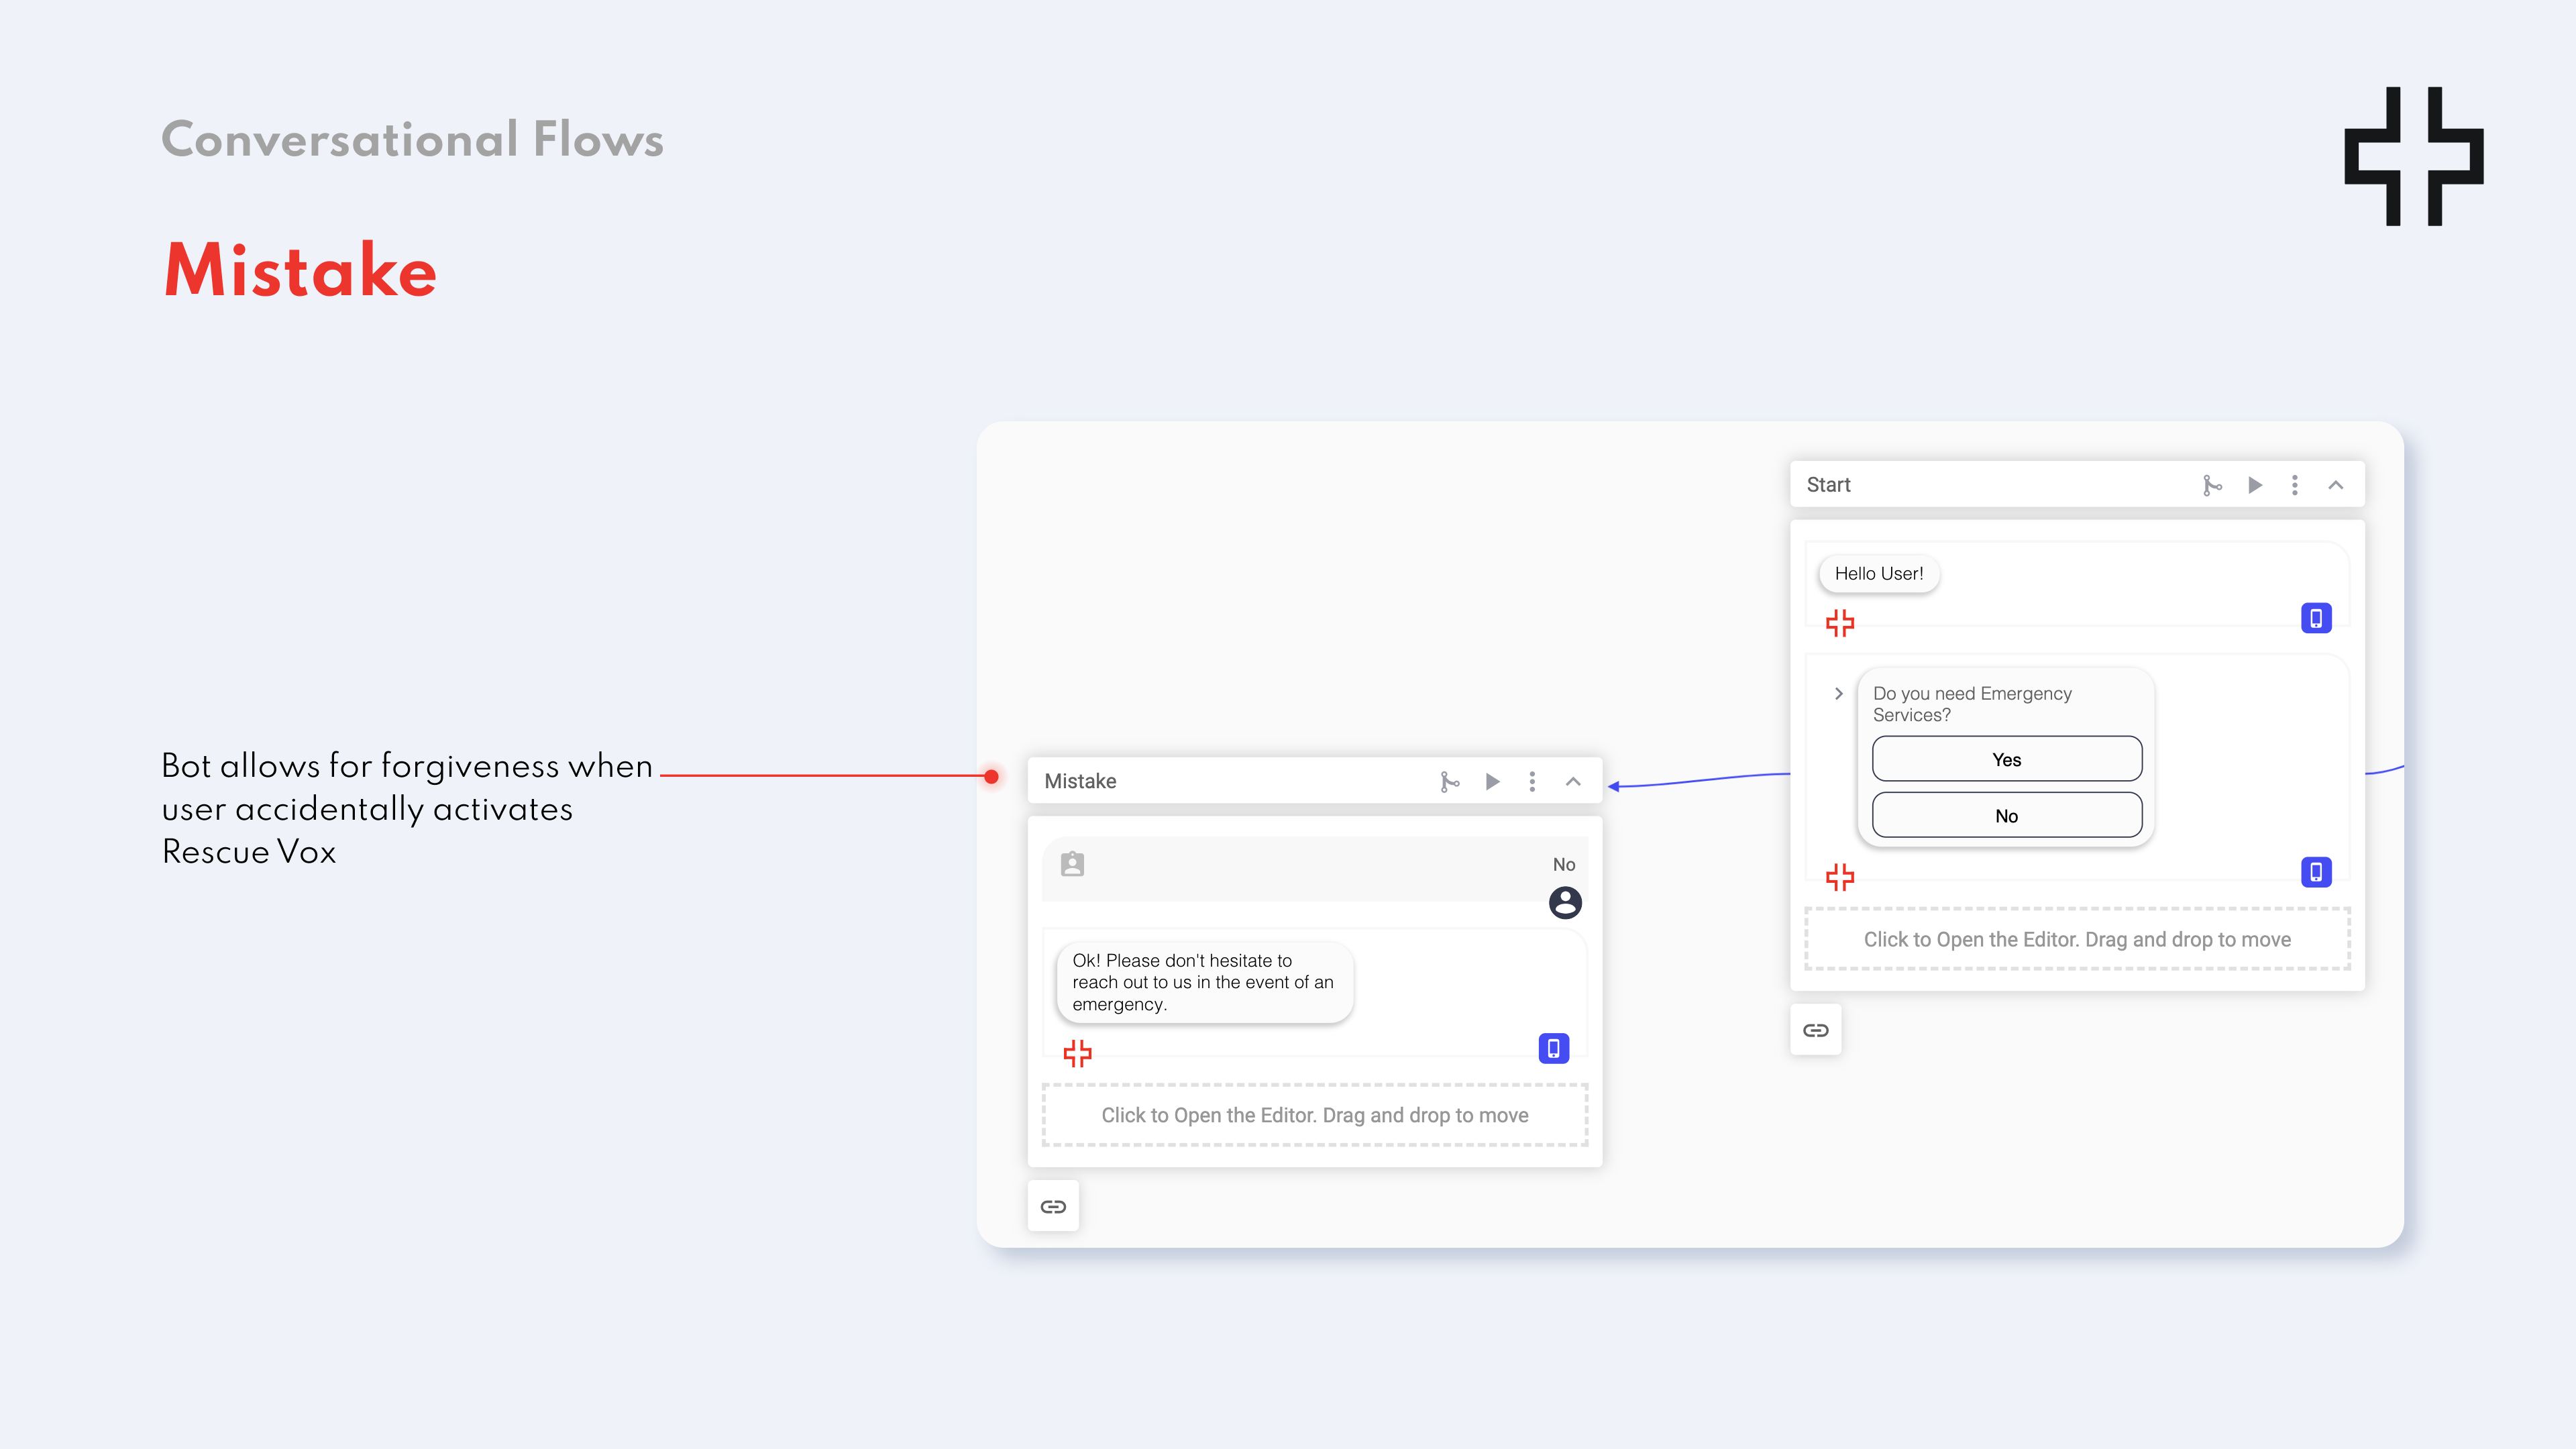 Conversational Flows
Mistake
Bot allows for forgiveness when
user accidentally activates
Rescue Vox
Mistake
No
Ok! Please don't hesitate to
reach out to us in the event of an
emergency.
Click to Open the Editor. Drag and drop to move
Start
Hello User!
Do you need Emergency
Services?
Yes
No
Click to Open the Editor. Drag and drop to move